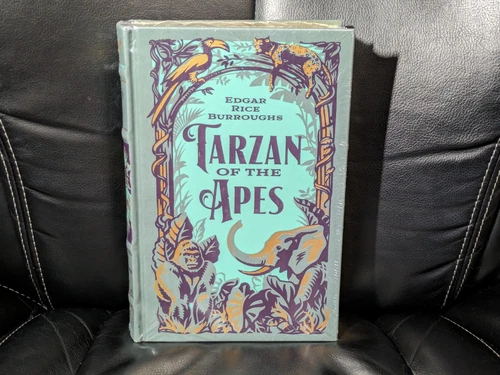 EDGAR
RICE
BURROUGHS
TARZAN
OF THE
APES